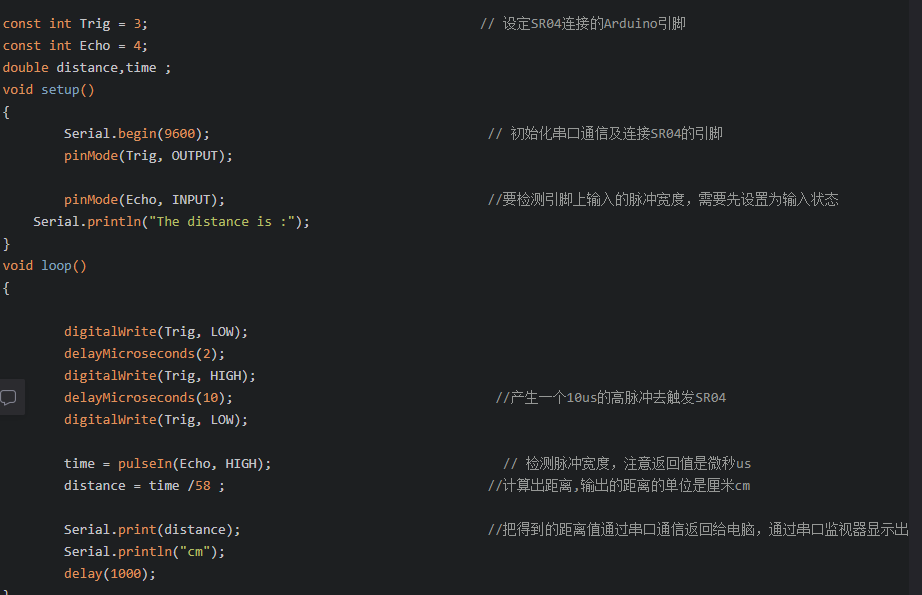 const int Trig = 3; // 设定SR04连接的Arduino引脚
const int Echo = 4;
double distance,time ;
void setup()
{
Serial.begin(9600); // 初始化串口通信及连接SR04的引脚
pinMode(Trig, OUTPUT);
pinMode(Echo, INPUT); //要检测引脚上输入的脉冲宽度，需要先设置为输入状态
Serial.println("The distance is :");
}
void loop()
{
digitalWrite(Trig, LOW);
delayMicroseconds(2);
digitalWrite(Trig, HIGH);
delayMicroseconds(10); //产生一个10us的高脉冲去触发SR04
digitalWrite(Trig, LOW);
time = pulseIn(Echo, HIGH); // 检测脉冲宽度，注意返回值是微秒us
distance = time /58 ; //计算出距离,输出的距离的单位是厘米cm
Serial.print(distance); //把得到的距离值通过串口通信返回给电脑，通过串口监视器显示出
Serial.println("cm");
delay(1000);
}